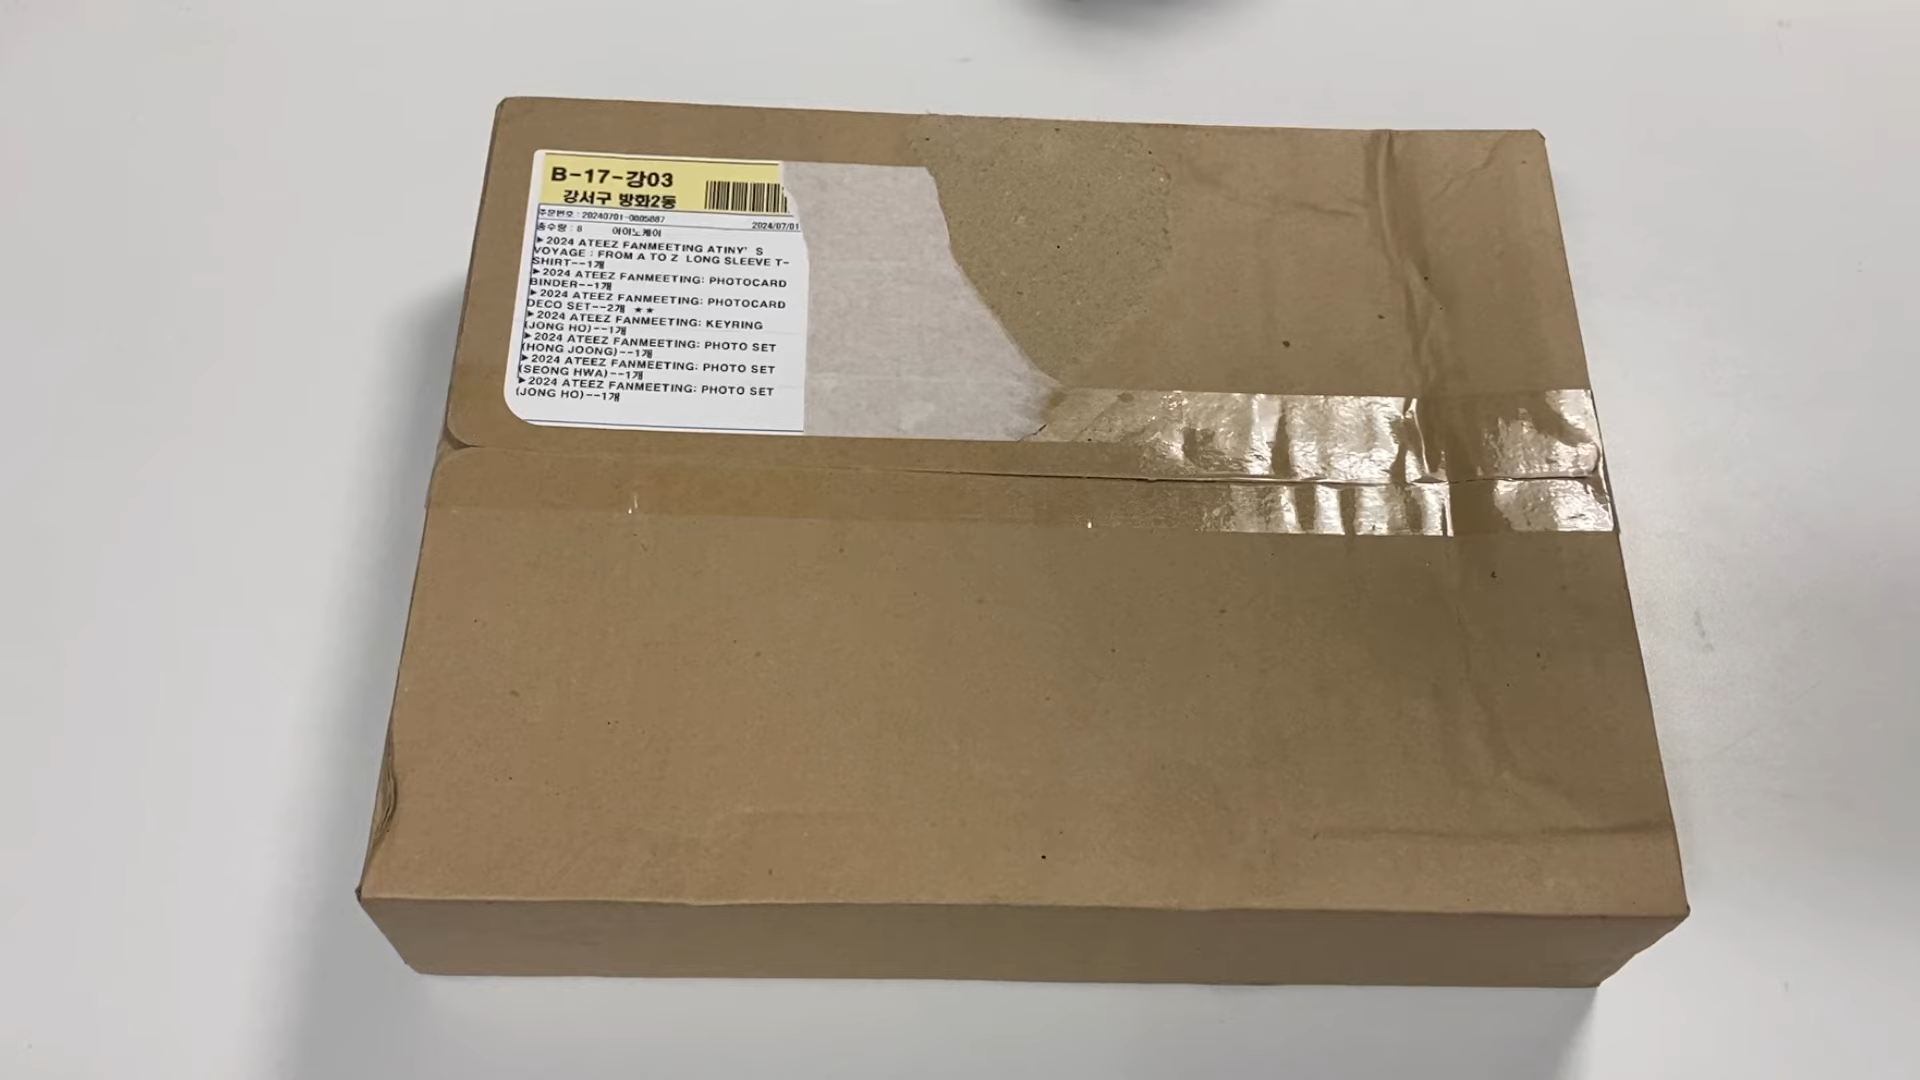 B-17-강03
강서구 방화2동
주문번호 : 20240701-0005087
2024/07/01
총수량 : 8 아이노케이
▶2024 ATEEZ FANMEETING ATINY' S
VOYAGE : FROM A TO Z LONG SLEEVE T-
SHIRT--1개
▶2024 ATEEZ FANMEETING: PHOTOCARD
BINDER--1개
▶2024 ATEEZ FANMEETING: PHOTOCARD
DECO SET--2개 ★★
▶2024 ATEEZ FANMEETING: KEYRING
(JONG HO)--1개
▶2024 ATEEZ FANMEETING: PHOTO SET
(HONG JOONG)--1개
▶2024 ATEEZ FANMEETING: PHOTO SET
(SEONG HWA)--1개
▶2024 ATEEZ FANMEETING: PHOTO SET
(JONG HO)--1개